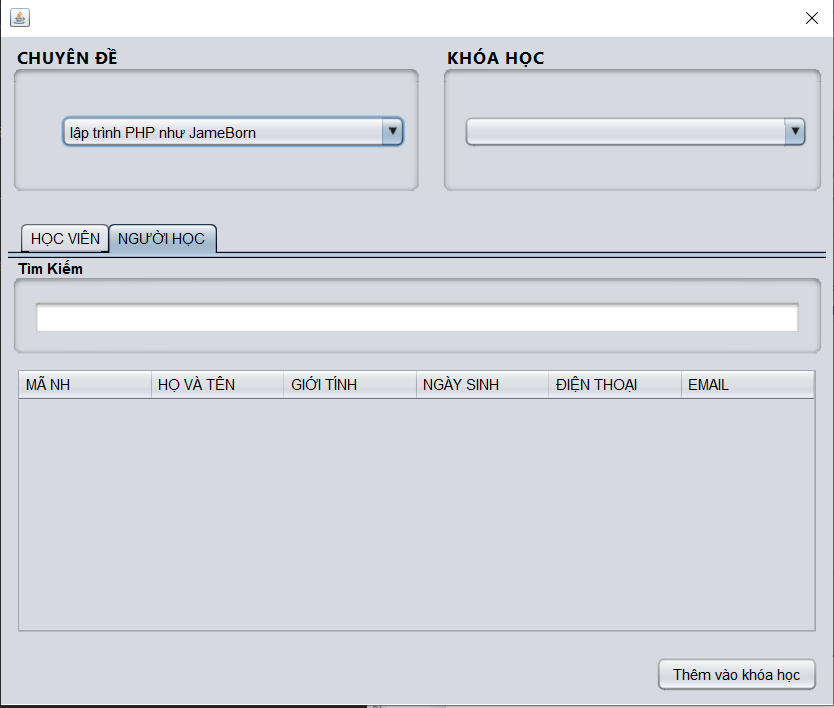 CHUYÊN ĐỀ
KHÓA HỌC
lập trình PHP như JameBorn
HỌC VIÊN
NGƯỜI HỌC
Tìm Kiếm
MÃ NH
HỌ VÀ TÊN
GIỚI TÍNH
NGÀY SINH
ĐIỆN THOẠI
EMAIL
Thêm vào khóa học